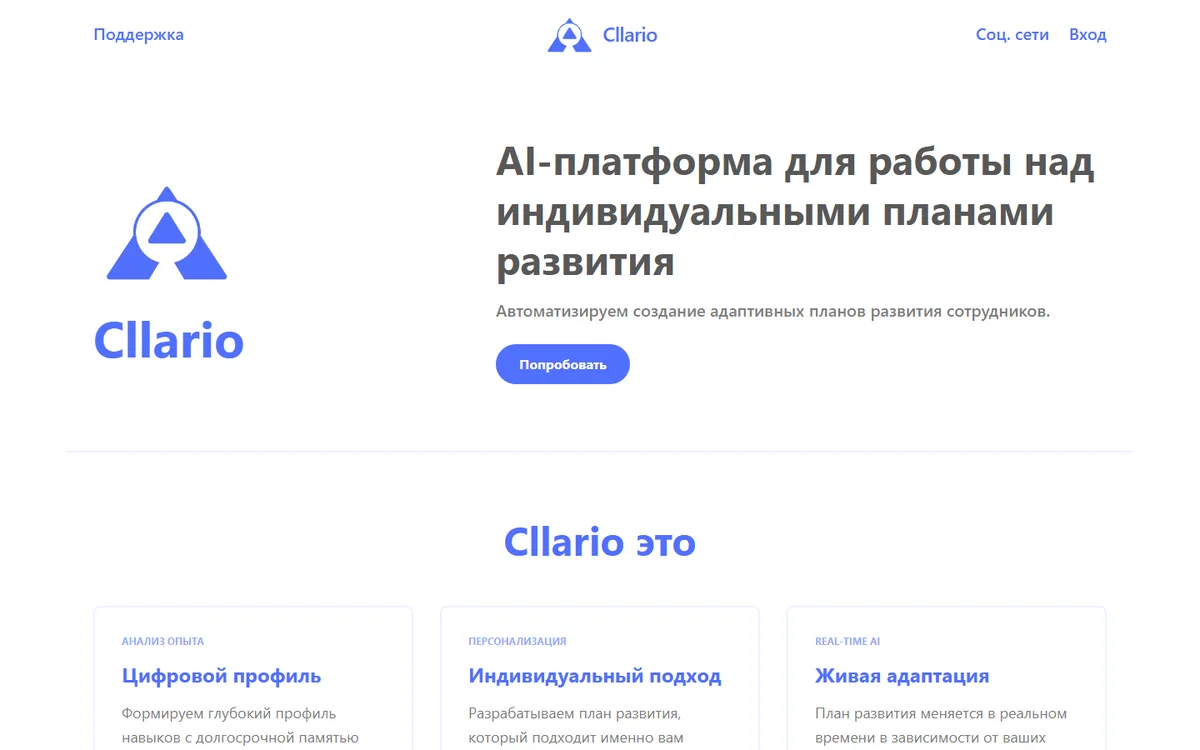 Поддержка
Cllario
Соц. сети
Вход
Cllario
AI-платформа для работы над
индивидуальными планами
развития
Автоматизируем создание адаптивных планов развития сотрудников.
Попробовать
Cllario это
АНАЛИЗ ОПЫТА
Цифровой профиль
Формируем глубокий профиль
навыков с долгосрочной памятью
ПЕРСОНАЛИЗАЦИЯ
Индивидуальный подход
Разрабатываем план развития,
который подходит именно вам
REAL-TIME AI
Живая адаптация
План развития меняется в реальном
времени в зависимости от ваших